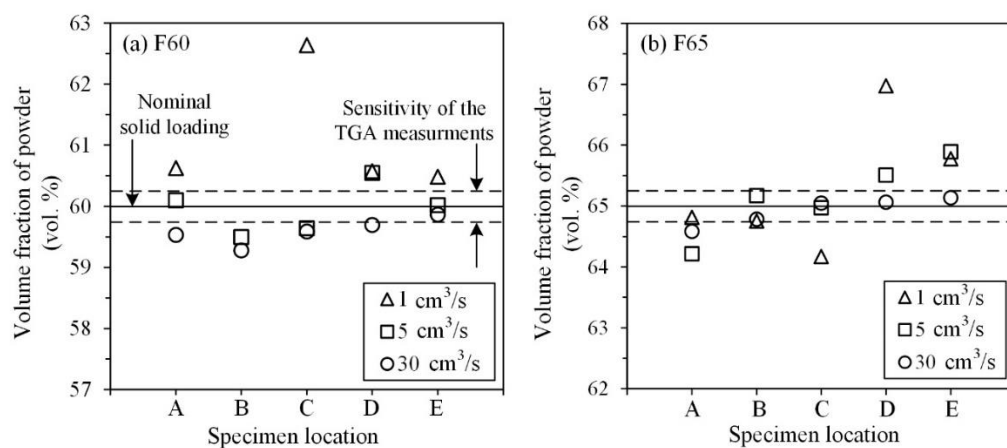 (a) F60
Volume fraction of powder
(vol. %)
63
62
61
60
59
58
57
Nominal
solid loading
Sensitivity of the
TGA measurments
1 cm³/s
5 cm³/s
30 cm³/s
A B C D E
Specimen location
(b) F65
Volume fraction of powder
(vol. %)
68
67
66
65
64
63
62
1 cm³/s
5 cm³/s
30 cm³/s
A B C D E
Specimen location